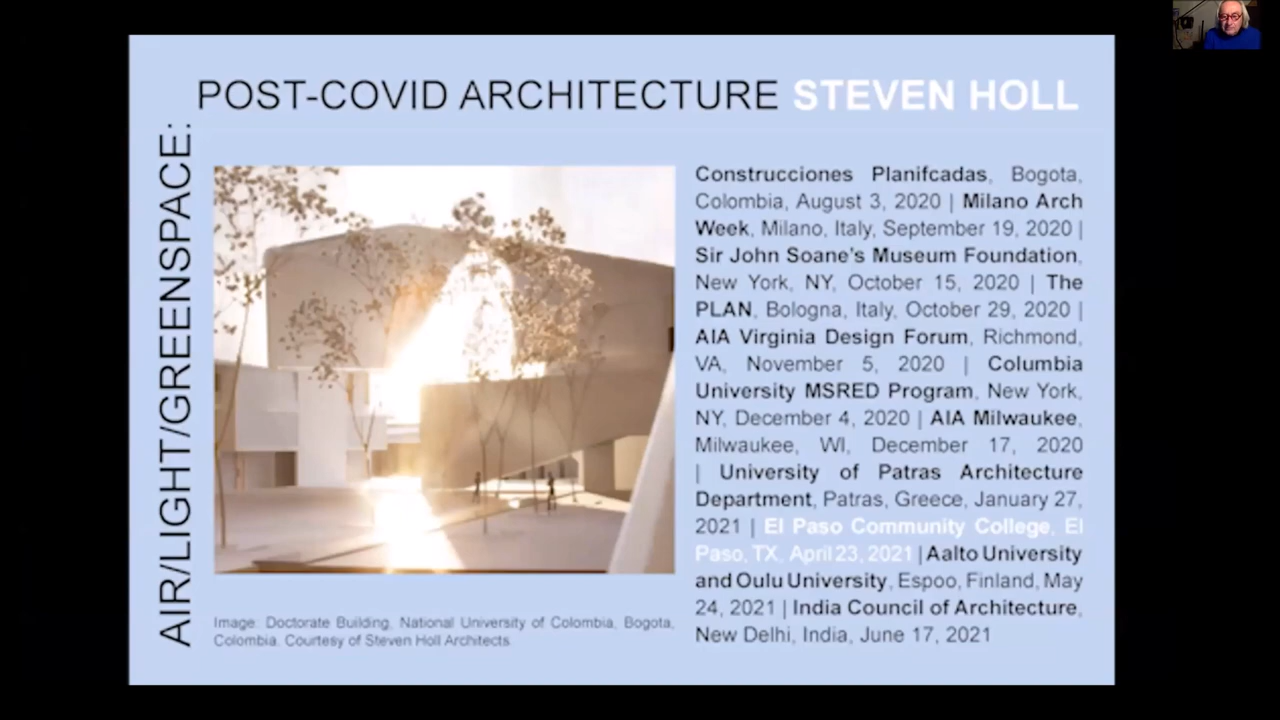 POST-COVID ARCHITECTURE STEVEN HOLL
AIR/LIGHT/GREENSPACE:
Construcciones Planifcadas, Bogota,
Colombia, August 3, 2020 | Milano Arch
Week, Milano, Italy, September 19, 2020 |
Sir John Soane's Museum Foundation,
New York, NY, October 15, 2020 | The
PLAN, Bologna, Italy, October 29, 2020 |
AIA Virginia Design Forum, Richmond,
VA, November 5, 2020 | Columbia
University MSRED Program, New York,
NY, December 4, 2020 | AIA Milwaukee,
Milwaukee, WI, December 17, 2020
| University of Patras Architecture
Department, Patras, Greece, January 27,
2021 | El Paso Community College, El
Paso, TX, April 23, 2021 | Aalto University
and Oulu University, Espoo, Finland, May
24, 2021 | India Council of Architecture,
New Delhi, India, June 17, 2021
Image: Doctorate Building, National University of Colombia, Bogota,
Colombia. Courtesy of Steven Holl Architects.